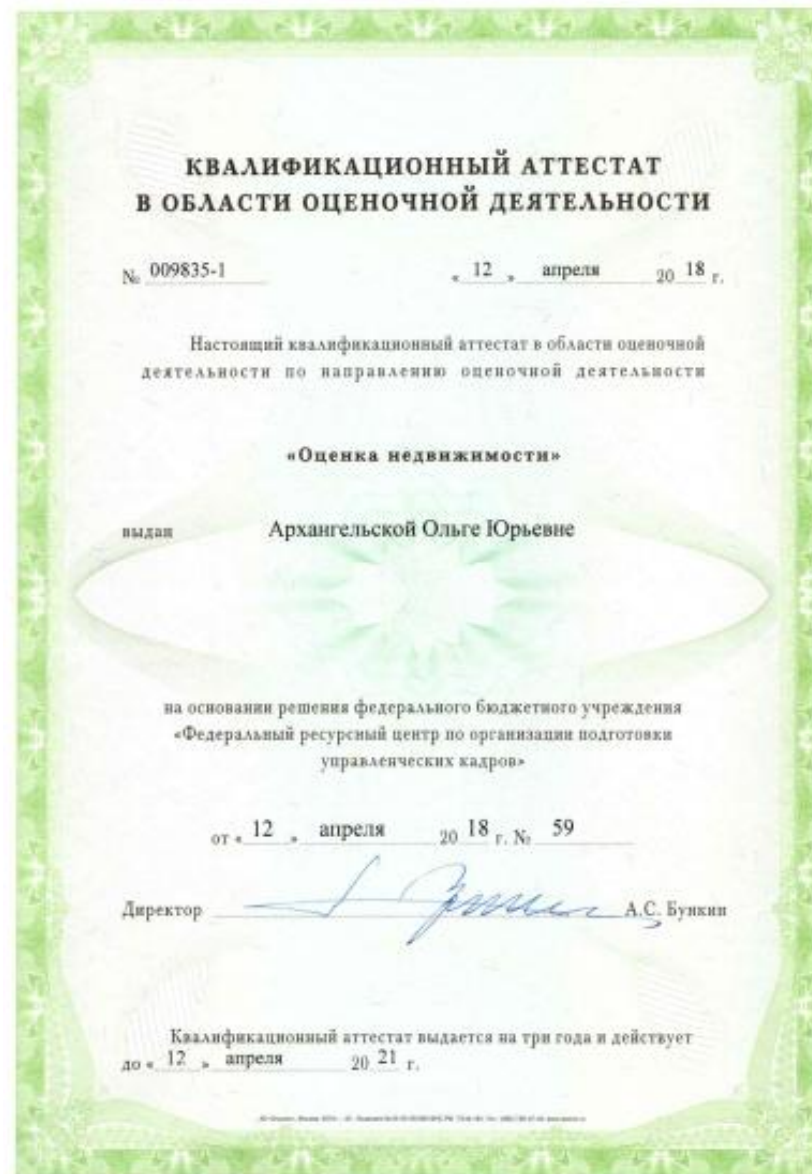 КВАЛИФИКАЦИОННЫЙ АТТЕСТАТ
В ОБЛАСТИ ОЦЕНОЧНОЙ ДЕЯТЕЛЬНОСТИ
№ 009835-1 « 12 » апреля 20 18 г.
Настоящий квалификационный аттестат в области оценочной
деятельности по направлению оценочной деятельности
«Оценка недвижимости»
выдан Архангельской Ольге Юрьевне
на основании решения федерального бюджетного учреждения
«Федеральный ресурсный центр по организации подготовки
управленческих кадров»
от « 12 » апреля 20 18 г. № 59
Директор А.С. Бункин
Квалификационный аттестат выдается на три года и действует
до « 12 » апреля 20 21 г.